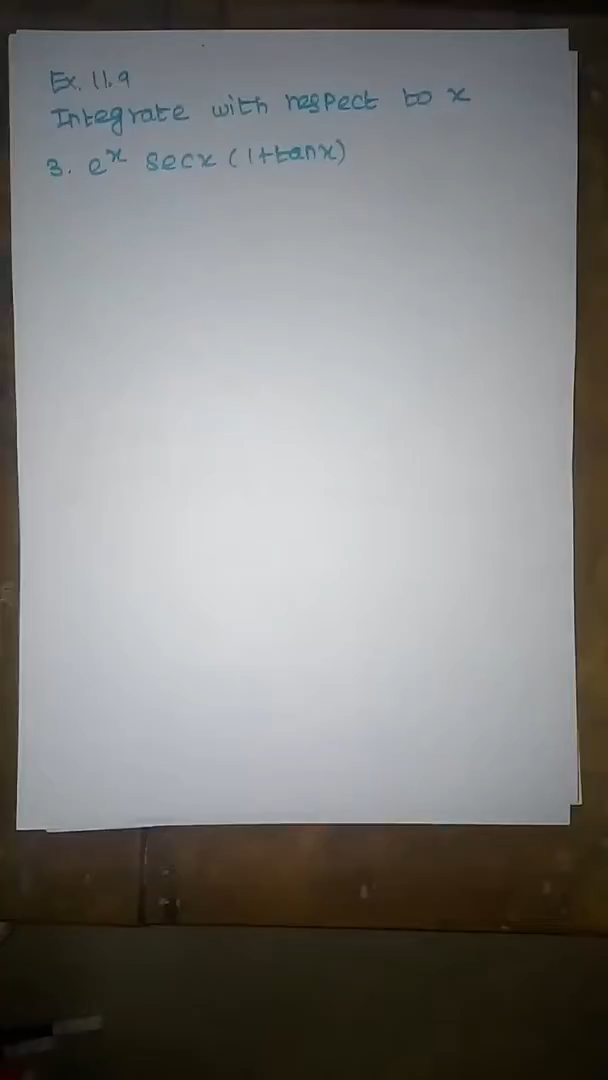 Ex. 11.9
Integrate with respect to x
3. eˣ secx (1+tanx)